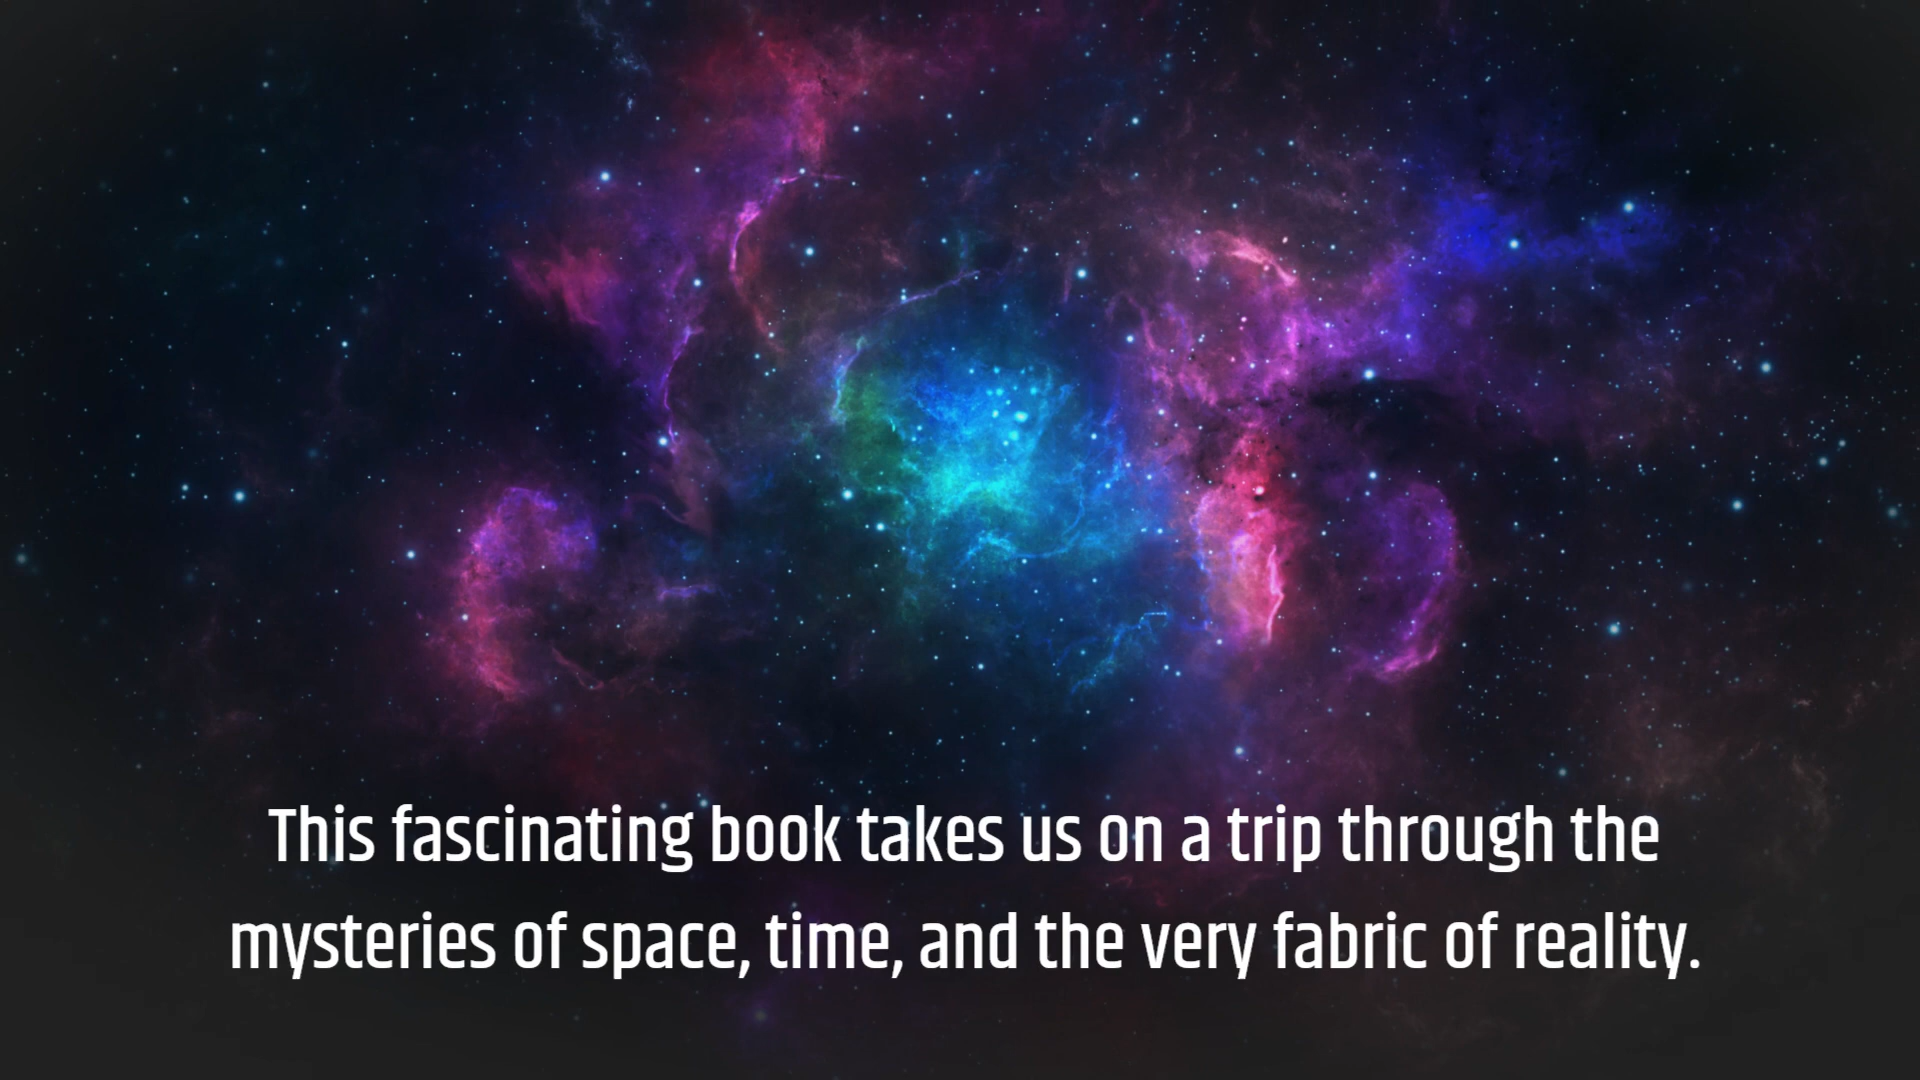 This fascinating book takes us on a trip through the
mysteries of space, time, and the very fabric of reality.